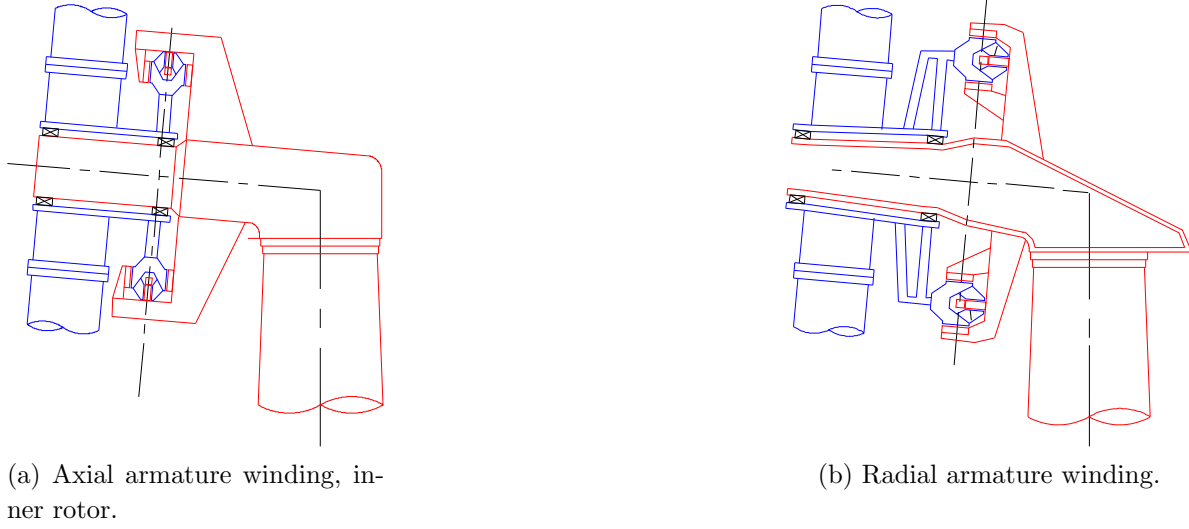 (a) Axial armature winding, in-
ner rotor.
(b) Radial armature winding.